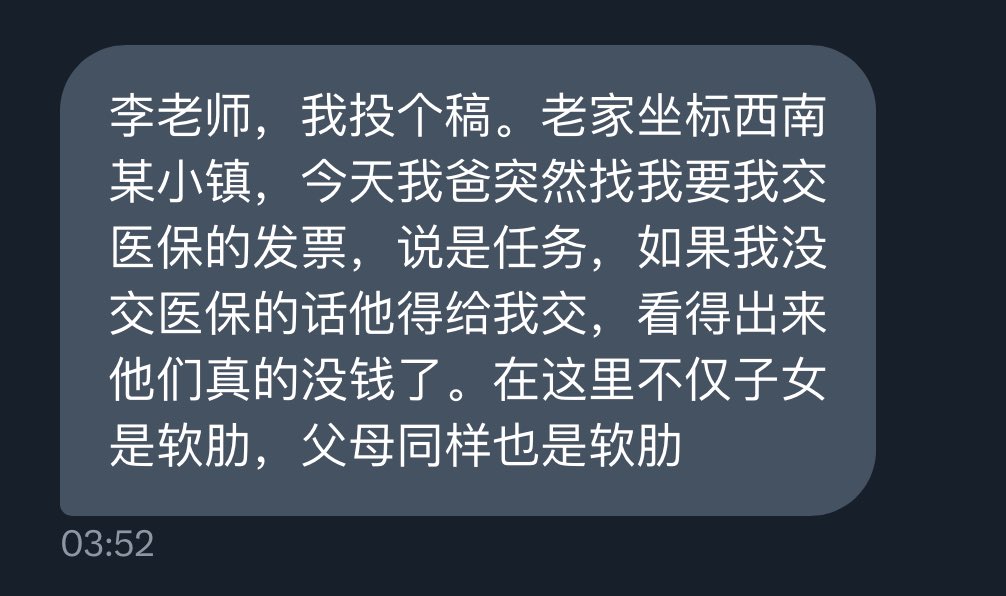 李老师，我投个稿。老家坐标西南
某小镇，今天我爸突然找我要我交
医保的发票，说是任务，如果我没
交医保的话他得给我交，看得出来
他们真的没钱了。在这里不仅子女
是软肋，父母同样也是软肋
03:52